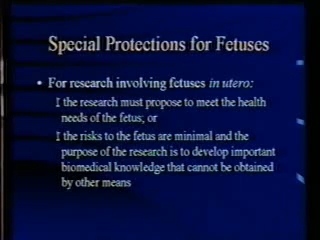 Special Protections for Fetuses
• For research involving fetuses in utero:
the research must propose to meet the health
needs of the fetus; or
the risks to the fetus are minimal and the
purpose of the research is to develop important
biomedical knowledge that cannot be obtained
by other means